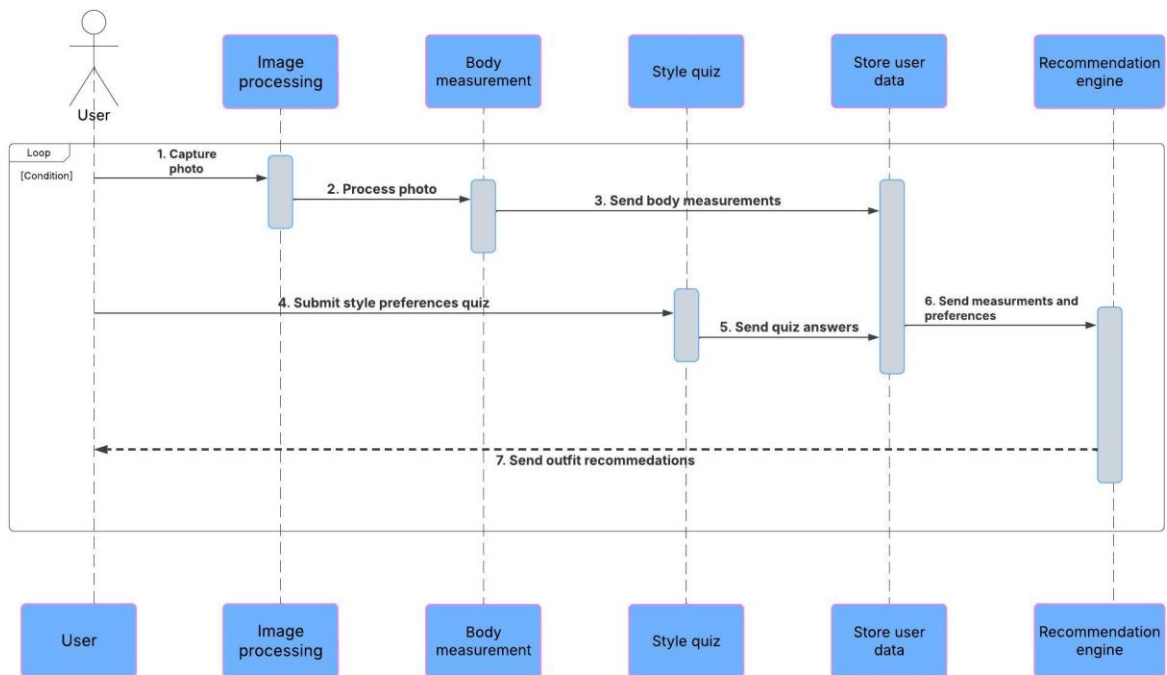 Image
processing
Body
measurement
Style quiz
Store user
data
Recommendation
engine
User
Loop
[Condition]
1. Capture
photo
2. Process photo
3. Send body measurements
4. Submit style preferences quiz
5. Send quiz answers
6. Send measurments and
preferences
7. Send outfit recommedations
User
Image
processing
Body
measurement
Style quiz
Store user
data
Recommendation
engine